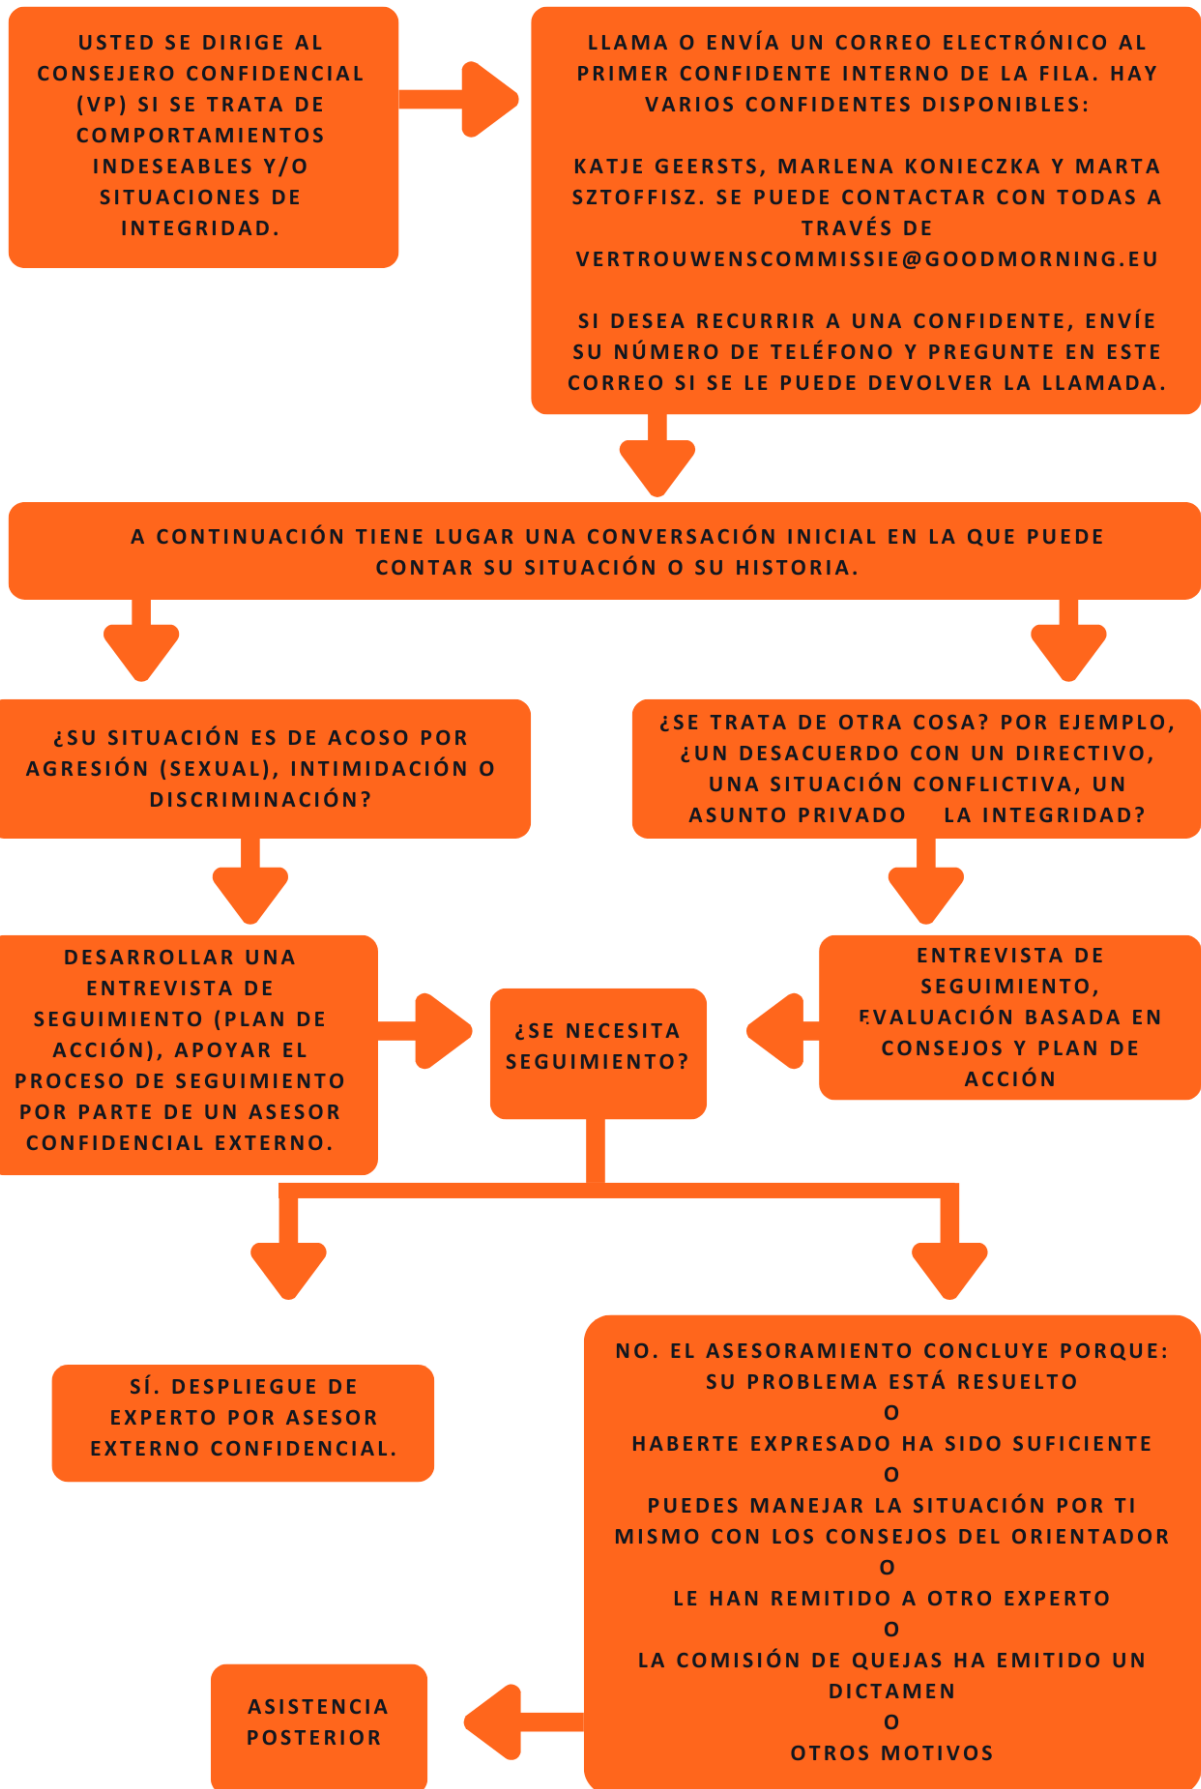 USTED SE DIRIGE AL
CONSEJERO CONFIDENCIAL
(VP) SI SE TRATA DE
COMPORTAMIENTOS
INDESEABLES Y/O
SITUACIONES DE
INTEGRIDAD.
LLAMA O ENVÍA UN CORREO ELECTRÓNICO AL
PRIMER CONFIDENTE INTERNO DE LA FILA. HAY
VARIOS CONFIDENTES DISPONIBLES:
KATJE GEERSTS, MARLENA KONIECZKA Y MARTA
SZTOFFISZ. SE PUEDE CONTACTAR CON TODAS A
TRAVÉS DE
VERTROUWENSCOMMISSIE@GOODMORNING.EU
SI DESEA RECURRIR A UNA CONFIDENTE, ENVÍE
SU NÚMERO DE TELÉFONO Y PREGUNTE EN ESTE
CORREO SI SE LE PUEDE DEVOLVER LA LLAMADA.
A CONTINUACIÓN TIENE LUGAR UNA CONVERSACIÓN INICIAL EN LA QUE PUEDE
CONTAR SU SITUACIÓN O SU HISTORIA.
¿SU SITUACIÓN ES DE ACOSO POR
AGRESIÓN (SEXUAL), INTIMIDACIÓN O
DISCRIMINACIÓN?
¿SE TRATA DE OTRA COSA? POR EJEMPLO,
¿UN DESACUERDO CON UN DIRECTIVO,
UNA SITUACIÓN CONFLICTIVA, UN
ASUNTO PRIVADO LA INTEGRIDAD?
DESARROLLAR UNA
ENTREVISTA DE
SEGUIMIENTO (PLAN DE
ACCIÓN), APOYAR EL
PROCESO DE SEGUIMIENTO
POR PARTE DE UN ASESOR
CONFIDENCIAL EXTERNO.
¿SE NECESITA
SEGUIMIENTO?
ENTREVISTA DE
SEGUIMIENTO,
EVALUACIÓN BASADA EN
CONSEJOS Y PLAN DE
ACCIÓN
SÍ. DESPLIEGUE DE
EXPERTO POR ASESOR
EXTERNO CONFIDENCIAL.
NO. EL ASESORAMIENTO CONCLUYE PORQUE:
SU PROBLEMA ESTÁ RESUELTO
O
HABERTE EXPRESADO HA SIDO SUFICIENTE
O
PUEDES MANEJAR LA SITUACIÓN POR TI
MISMO CON LOS CONSEJOS DEL ORIENTADOR
O
LE HAN REMITIDO A OTRO EXPERTO
O
LA COMISIÓN DE QUEJAS HA EMITIDO UN
DICTAMEN
O
OTROS MOTIVOS
ASISTENCIA
POSTERIOR